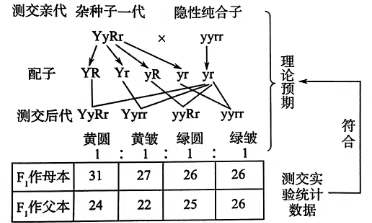 测交亲代 杂种子一代 隐性纯合子
YyRr × yyrr
配子 YR Yr yR yr yr
测交后代 YyRr Yyrr yyRr yyrr
黄圆 黄皱 绿圆 绿皱
1 : 1 : 1 : 1
理论预期
符合
F₁作母本 31 27 26 26
F₁作父本 24 22 25 26
测交实验统计数据